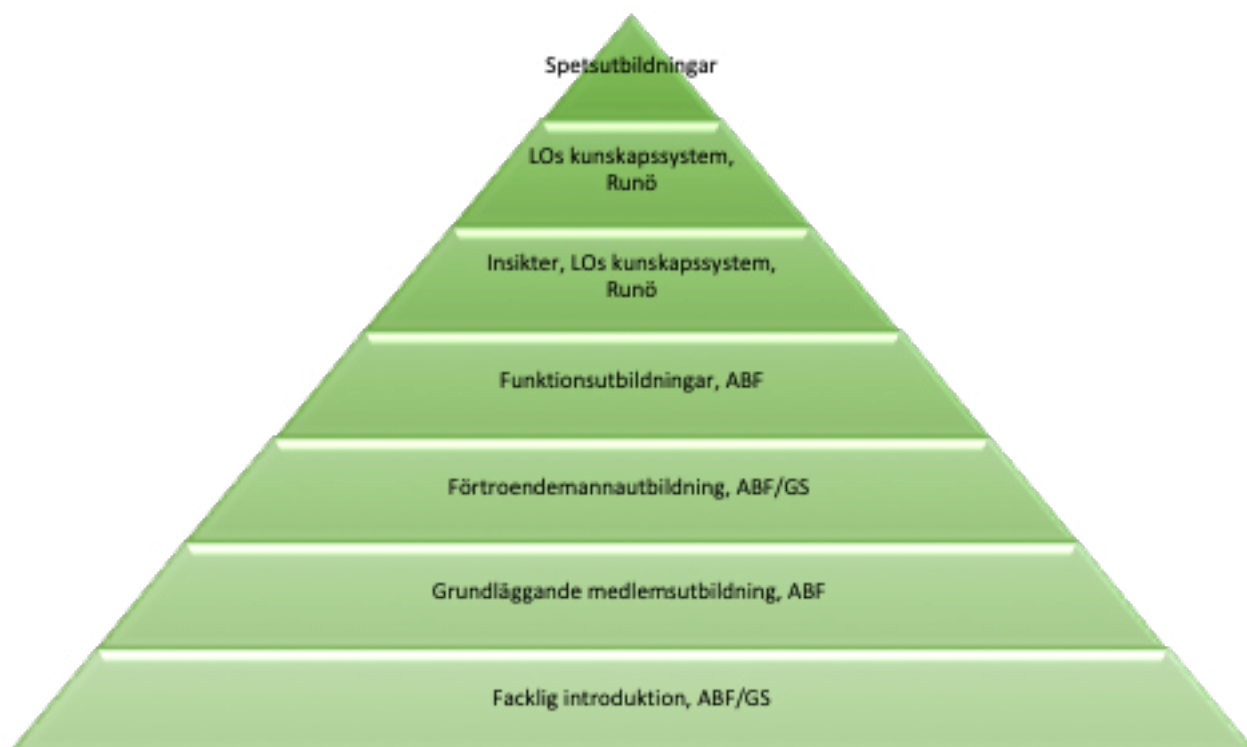 Spetsutbildningar
LOs kunskapssystem,
Runö
Insikter, LOs kunskapssystem,
Runö
Funktionsutbildningar, ABF
Förtroendemannautbildning, ABF/GS
Grundläggande medlemsutbildning, ABF
Facklig introduktion, ABF/GS